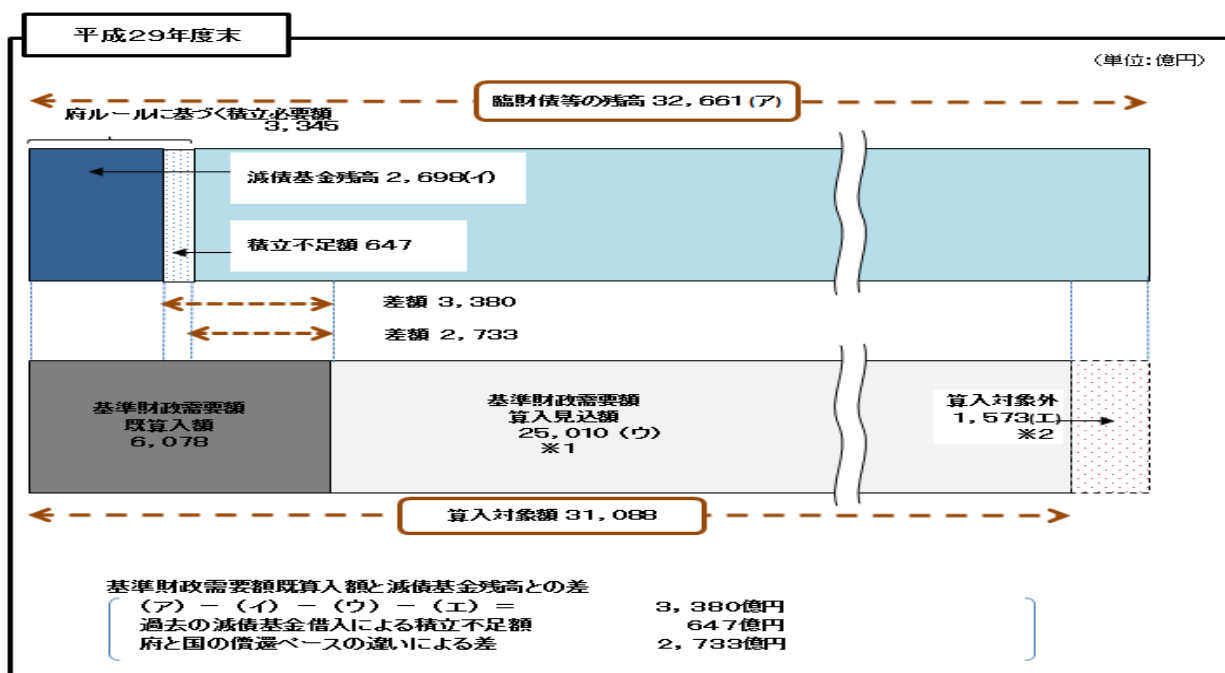 平成29年度末
（単位：億円）
臨財債等の残高 32,661 (ア)
府ルールに基づく積立必要額
3,345
減債基金残高 2,698(イ)
積立不足額 647
差額 3,380
差額 2,733
基準財政需要額
既算入額
6,078
基準財政需要額
算入見込額
25,010 (ウ)
※1
算入対象外
1,573(エ)
※2
算入対象額 31,088
基準財政需要額既算入額と減債基金残高との差
(ア) － (イ) － (ウ) － (エ) ＝ 3,380億円
過去の減債基金借入による積立不足額 647億円
府と国の償還ペースの違いによる差 2,733億円